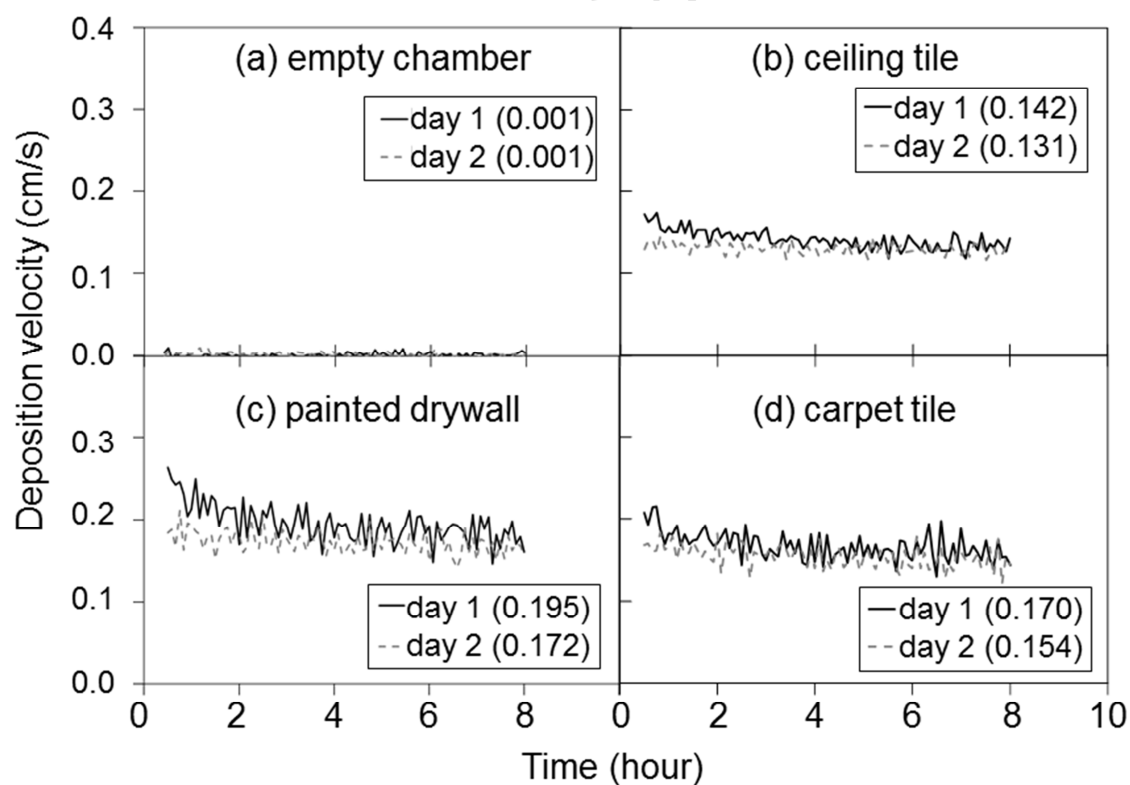 0.4
0.3
0.2
0.1
0.0
0.3
0.2
0.1
0.0
Deposition velocity (cm/s)
(a) empty chamber
day 1 (0.001)
day 2 (0.001)
(b) ceiling tile
day 1 (0.142)
day 2 (0.131)
(c) painted drywall
day 1 (0.195)
day 2 (0.172)
(d) carpet tile
day 1 (0.170)
day 2 (0.154)
0 2 4 6 8 0 2 4 6 8 10
Time (hour)